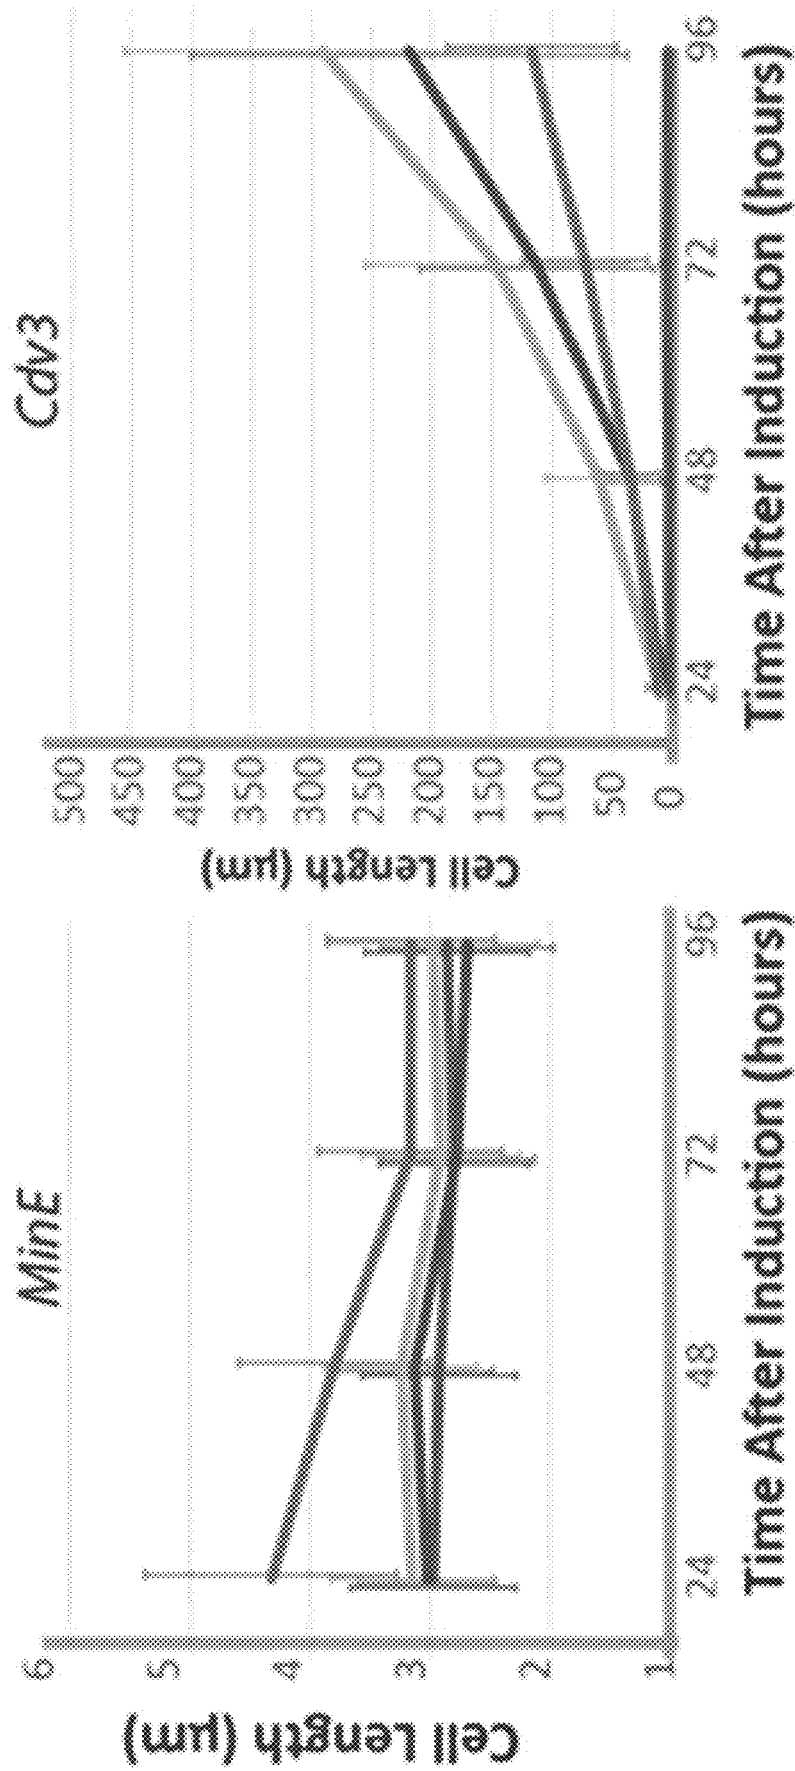 MinE
Cell Length (µm)
6
5
4
3
2
1
24 48 72 96
Time After Induction (hours)
Cdv3
Cell Length (µm)
500
450
400
350
300
250
200
150
100
50
0
24 48 72 96
Time After Induction (hours)